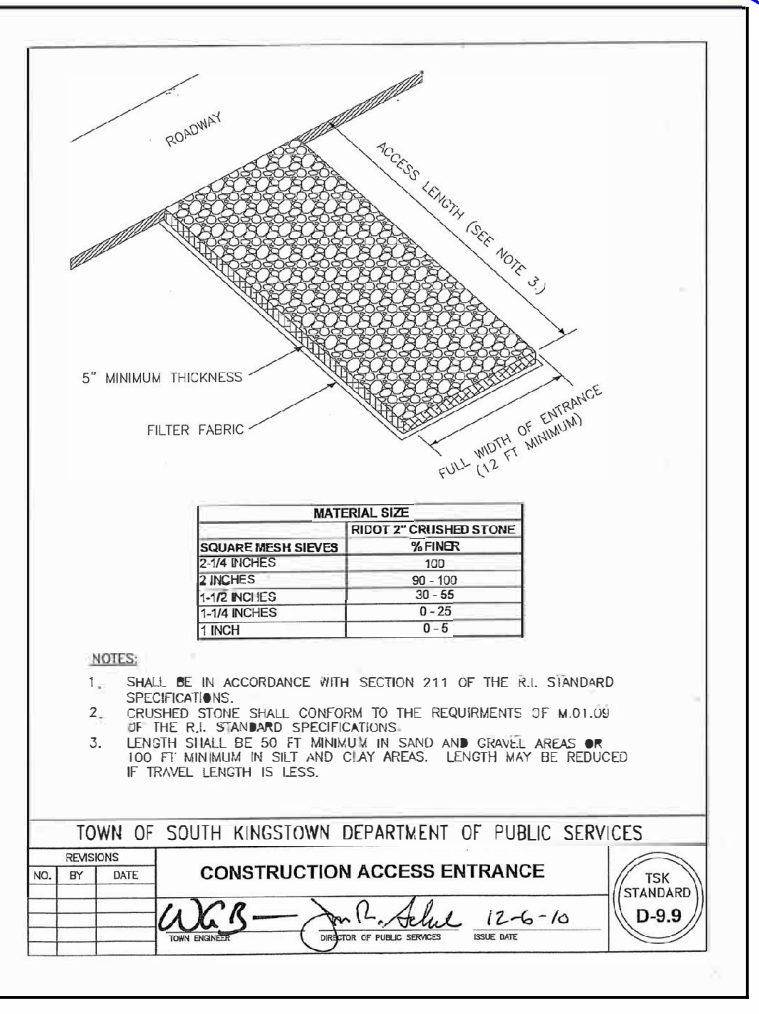 ROADWAY
ACCESS LENGTH (SEE NOTE 3.)
5" MINIMUM THICKNESS
FILTER FABRIC
FULL WIDTH OF ENTRANCE
(12 FT MINIMUM)
MATERIAL SIZE
RIDOT 2" CRUSHED STONE
SQUARE MESH SIEVES % FINER
2-1/4 INCHES 100
2 INCHES 90 - 100
1-1/2 INCHES 30 - 55
1-1/4 INCHES 0 - 25
1 INCH 0 - 5
NOTES:
1. SHALL BE IN ACCORDANCE WITH SECTION 211 OF THE R.I. STANDARD
SPECIFICATIONS.
2. CRUSHED STONE SHALL CONFORM TO THE REQUIRMENTS OF M.01.09
OF THE R.I. STANDARD SPECIFICATIONS.
3. LENGTH SHALL BE 50 FT MINIMUM IN SAND AND GRAVEL AREAS OR
100 FT MINIMUM IN SILT AND CLAY AREAS. LENGTH MAY BE REDUCED
IF TRAVEL LENGTH IS LESS.
TOWN OF SOUTH KINGSTOWN DEPARTMENT OF PUBLIC SERVICES
REVISIONS
NO. BY DATE
CONSTRUCTION ACCESS ENTRANCE
WGB 12-6-10
TOWN ENGINEER DIRECTOR OF PUBLIC SERVICES ISSUE DATE
TSK
STANDARD
D-9.9